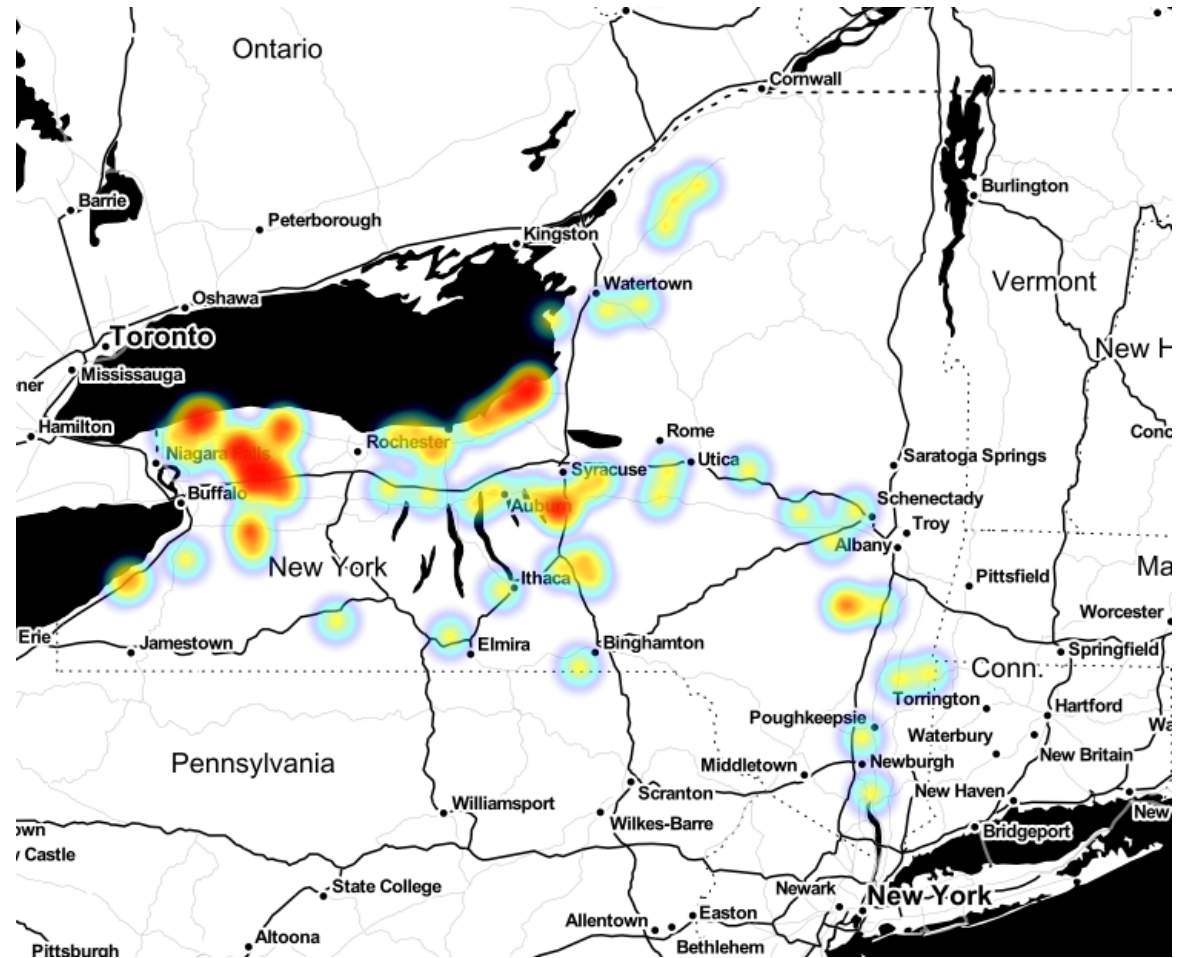 Ontario
Cornwall
Barrie
Burlington
Peterborough
Kingston
Vermont
Watertown
Oshawa
Toronto
New H
Mississauga
ner
Hamilton
Rome
Conc
Rochester
Niagara Falls
Utica
Saratoga Springs
Syracuse
Buffalo
Schenectady
Auburn
Troy
Albany
New York
Ithaca
Pittsfield
Ma
Worcester
Erie
Jamestown
Elmira
Binghamton
Springfield
Conn.
Torrington
Hartford
Poughkeepsie
Wa
Waterbury
New Britain
Pennsylvania
Middletown
Newburgh
Scranton
New Haven
Williamsport
Wilkes-Barre
New
own
Bridgeport
Castle
State College
Newark
New York
Allentown
Easton
Altoona
Bethlehem
Pittsburgh